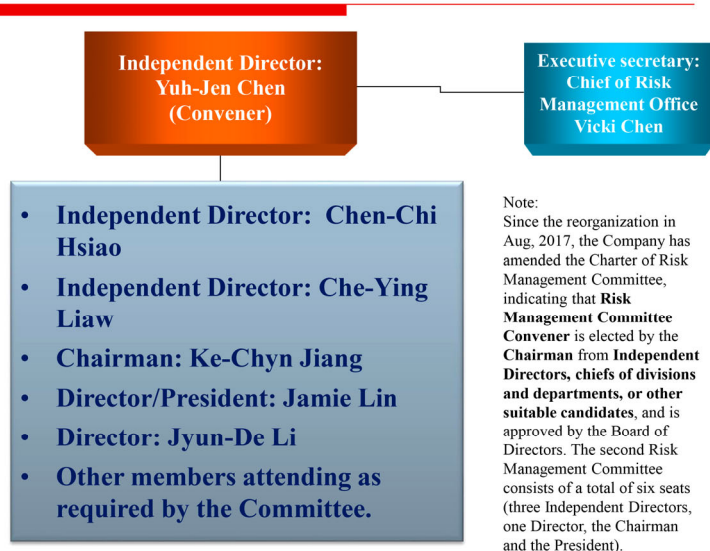 Independent Director:
Yuh-Jen Chen
(Convener)
Executive secretary:
Chief of Risk
Management Office
Vicki Chen
• Independent Director: Chen-Chi
Hsiao
• Independent Director: Che-Ying
Liaw
• Chairman: Ke-Chyn Jiang
• Director/President: Jamie Lin
• Director: Jyun-De Li
• Other members attending as
required by the Committee.
Note:
Since the reorganization in
Aug, 2017, the Company has
amended the Charter of Risk
Management Committee,
indicating that Risk
Management Committee
Convener is elected by the
Chairman from Independent
Directors, chiefs of divisions
and departments, or other
suitable candidates, and is
approved by the Board of
Directors. The second Risk
Management Committee
consists of a total of six seats
(three Independent Directors,
one Director, the Chairman
and the President).